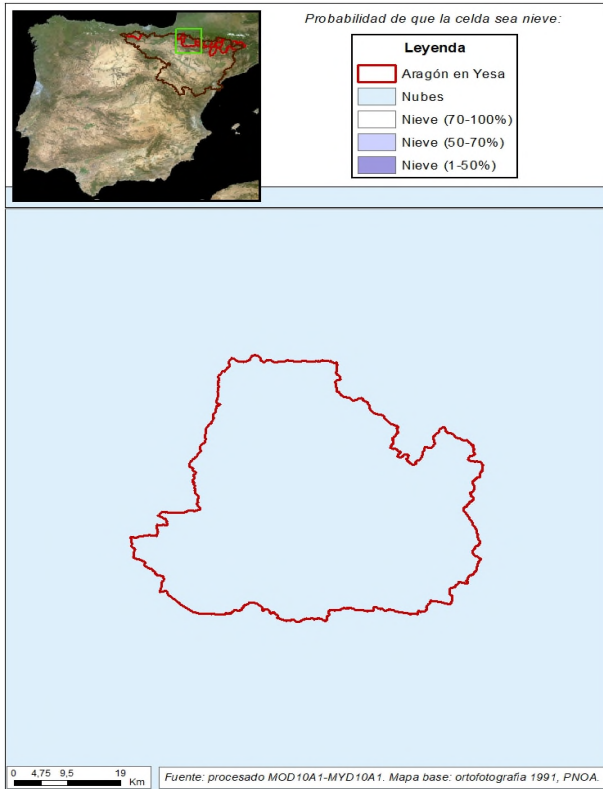 Probabilidad de que la celda sea nieve:
Leyenda
Aragón en Yesa
Nubes
Nieve (70-100%)
Nieve (50-70%)
Nieve (1-50%)
0 4,75 9,5 19
Km
Fuente: procesado MOD10A1-MYD10A1. Mapa base: ortofotografia 1991, PNOA.